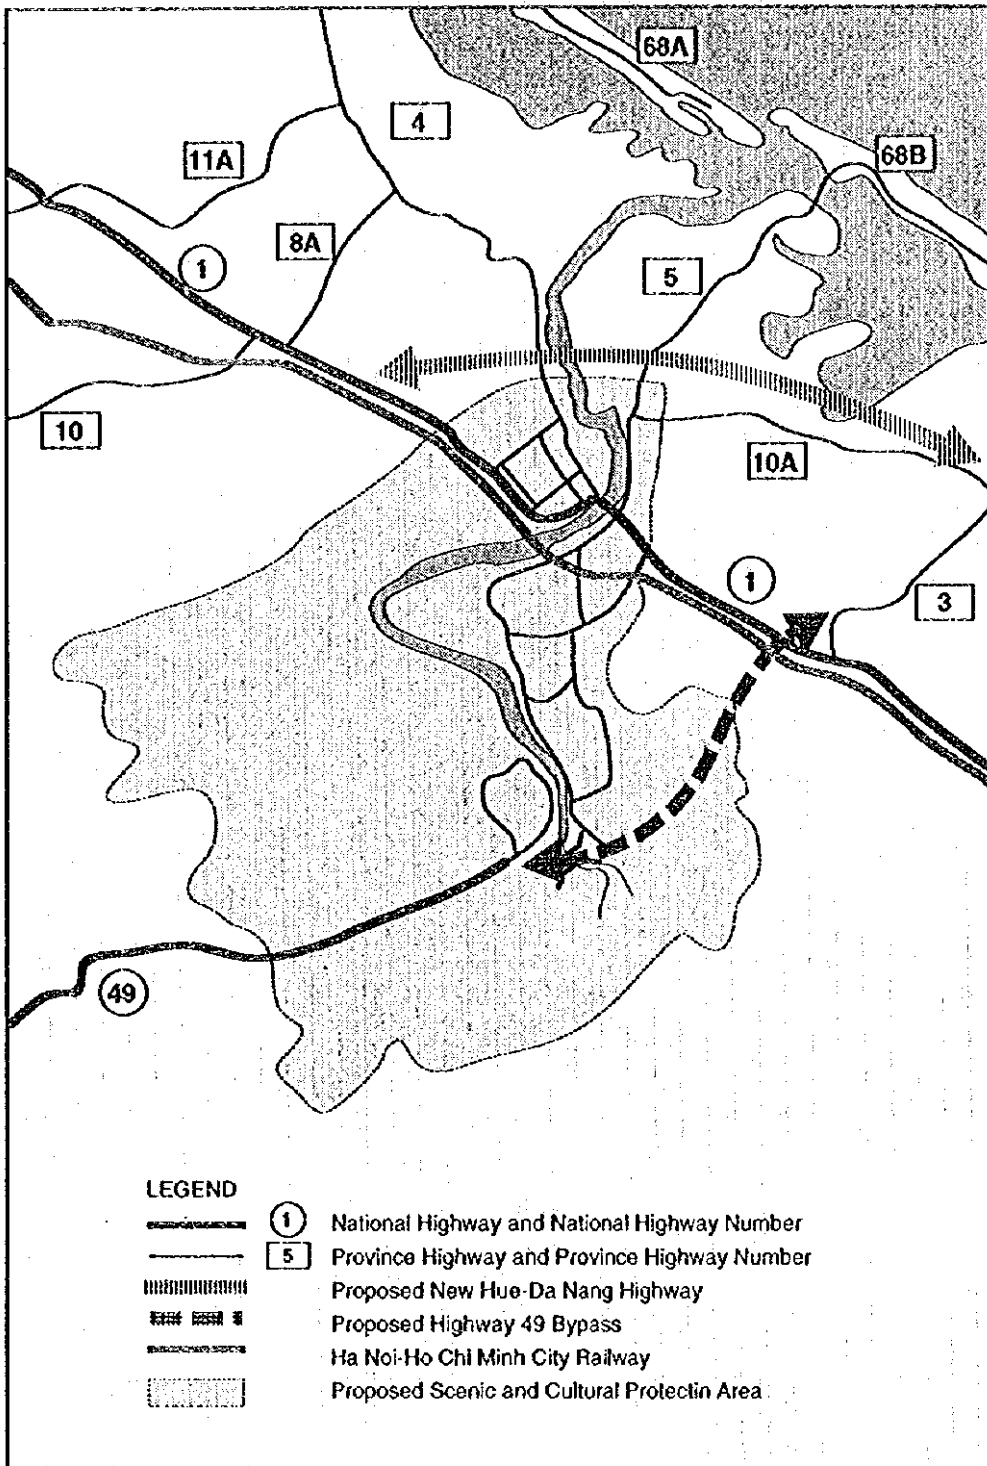 68A
4
11A
68B
8A
1
5
10
10A
1
3
49
LEGEND
1 National Highway and National Highway Number
5 Province Highway and Province Highway Number
Proposed New Hue-Da Nang Highway
Proposed Highway 49 Bypass
Ha Noi-Ho Chi Minh City Railway
Proposed Scenic and Cultural Protectin Area